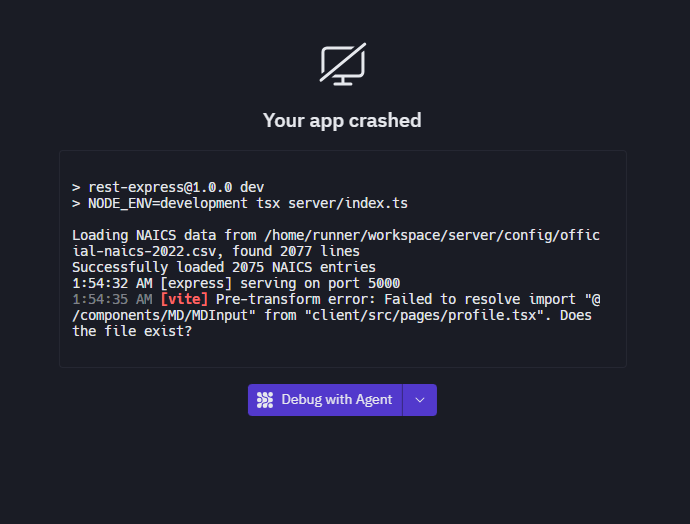 Your app crashed
> rest-express@1.0.0 dev
> NODE_ENV=development tsx server/index.ts
Loading NAICS data from /home/runner/workspace/server/config/offic
ial-naics-2022.csv, found 2077 lines
Successfully loaded 2075 NAICS entries
1:54:32 AM [express] serving on port 5000
1:54:35 AM [vite] Pre-transform error: Failed to resolve import "@
/components/MD/MDInput" from "client/src/pages/profile.tsx". Does
the file exist?
Debug with Agent